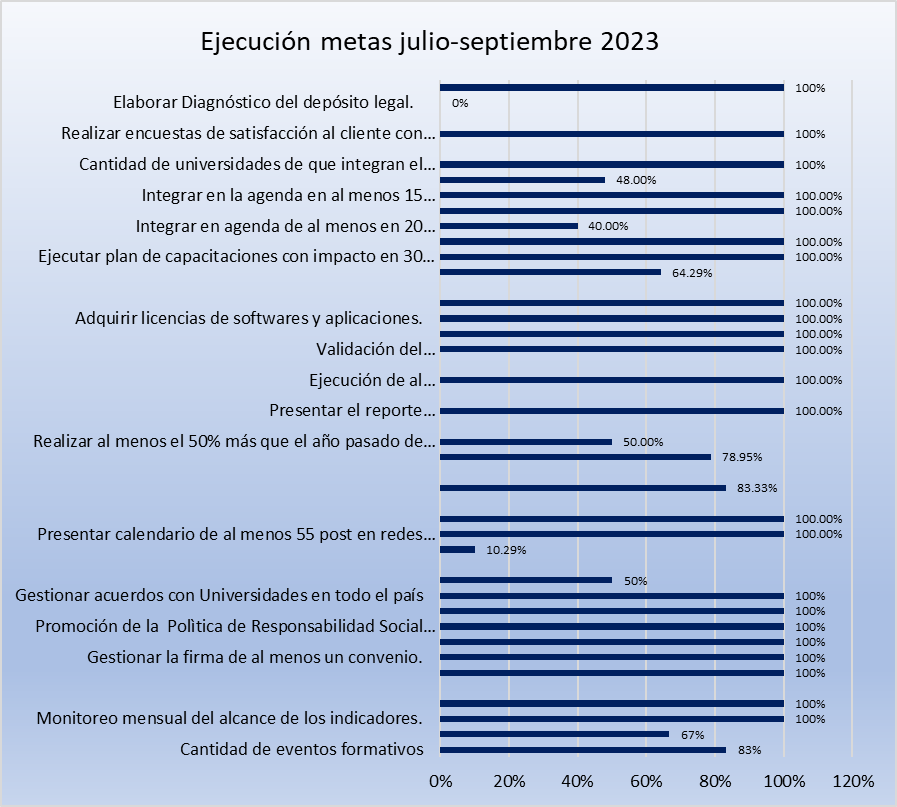 Ejecución metas julio-septiembre 2023
100%
Elaborar Diagnóstico del depósito legal.
0%
Realizar encuestas de satisfacción al cliente con...
100%
Cantidad de universidades de que integran el...
100%
48.00%
Integrar en la agenda en al menos 15...
100.00%
100.00%
Integrar en agenda de al menos en 20...
40.00%
100.00%
Ejecutar plan de capacitaciones con impacto en 30...
100.00%
64.29%
100.00%
Adquirir licencias de softwares y aplicaciones.
100.00%
100.00%
Validación del...
100.00%
Ejecución de al...
100.00%
Presentar el reporte...
100.00%
Realizar al menos el 50% más que el año pasado de...
50.00%
78.95%
83.33%
100.00%
Presentar calendario de al menos 55 post en redes...
100.00%
10.29%
50%
Gestionar acuerdos con Universidades en todo el país
100%
100%
Promoción de la Polìtica de Responsabilidad Social...
100%
100%
Gestionar la firma de al menos un convenio.
100%
100%
100%
Monitoreo mensual del alcance de los indicadores.
100%
67%
Cantidad de eventos formativos
83%
0% 20% 40% 60% 80% 100% 120%